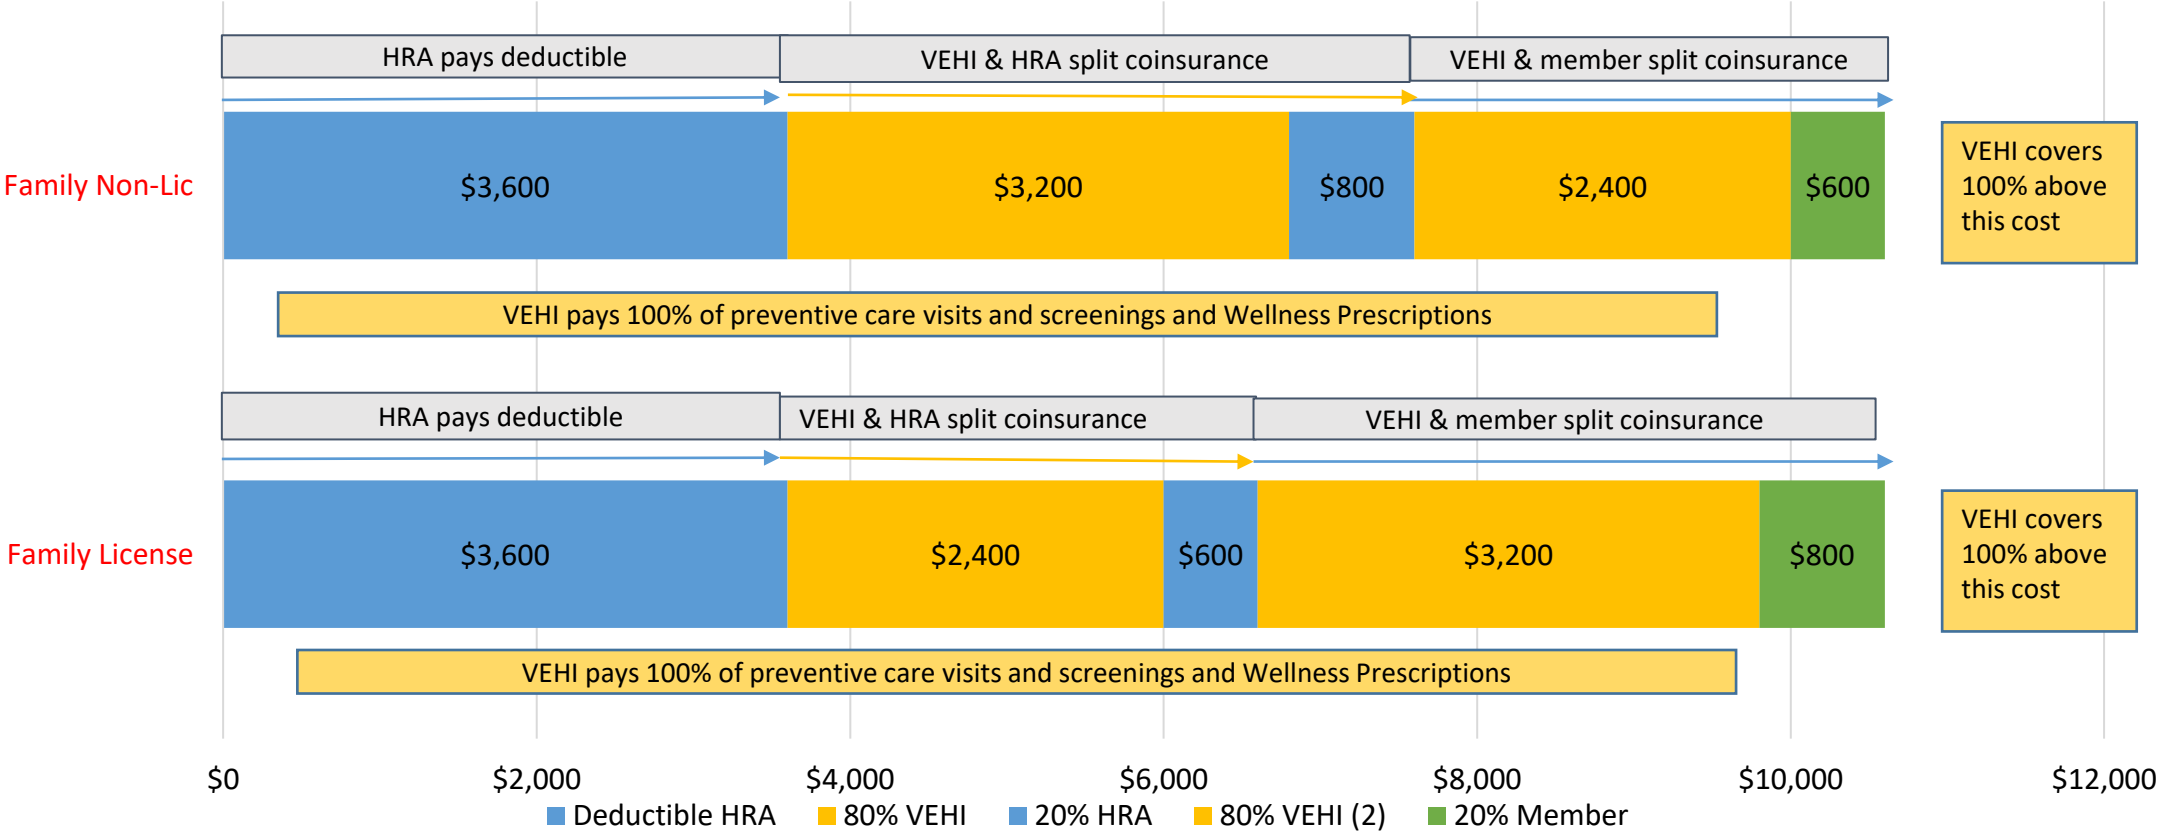 HRA pays deductible
VEHI & HRA split coinsurance
VEHI & member split coinsurance
Family Non-Lic
$3,600
$3,200
$800
$2,400
$600
VEHI covers
100% above
this cost
VEHI pays 100% of preventive care visits and screenings and Wellness Prescriptions
HRA pays deductible
VEHI & HRA split coinsurance
VEHI & member split coinsurance
Family License
$3,600
$2,400
$600
$3,200
$800
VEHI covers
100% above
this cost
VEHI pays 100% of preventive care visits and screenings and Wellness Prescriptions
$0
$2,000
$4,000
$6,000
$8,000
$10,000
$12,000
Deductible HRA
80% VEHI
20% HRA
80% VEHI (2)
20% Member